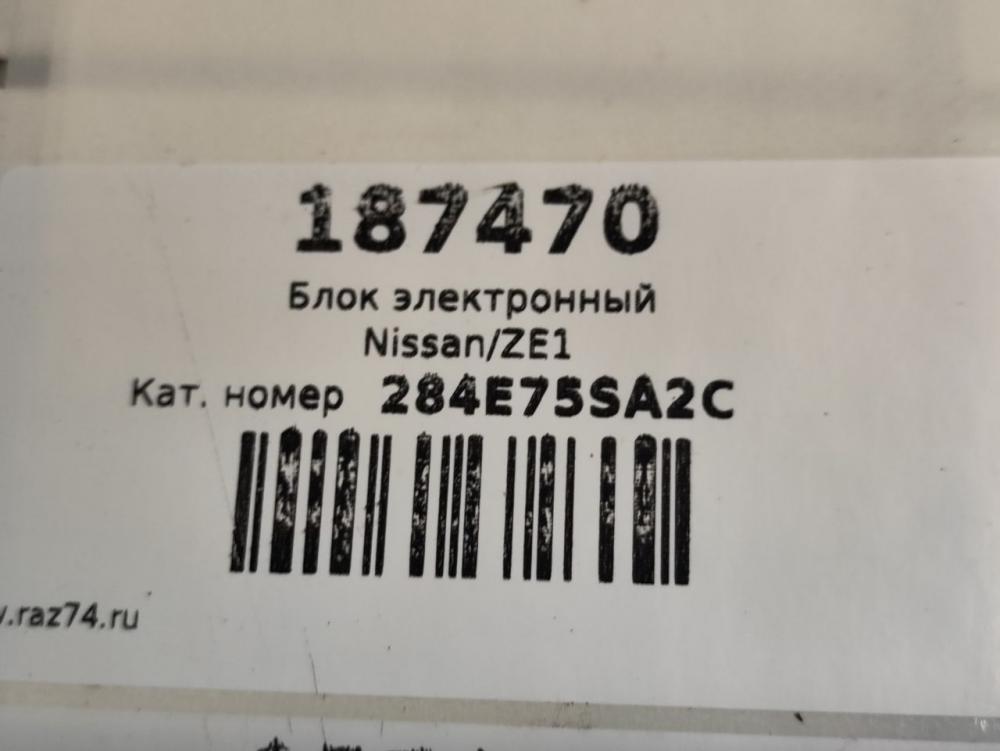 187470
Блок электронный
Nissan/ZE1
Кат. номер 284E75SA2C
.raz74.ru